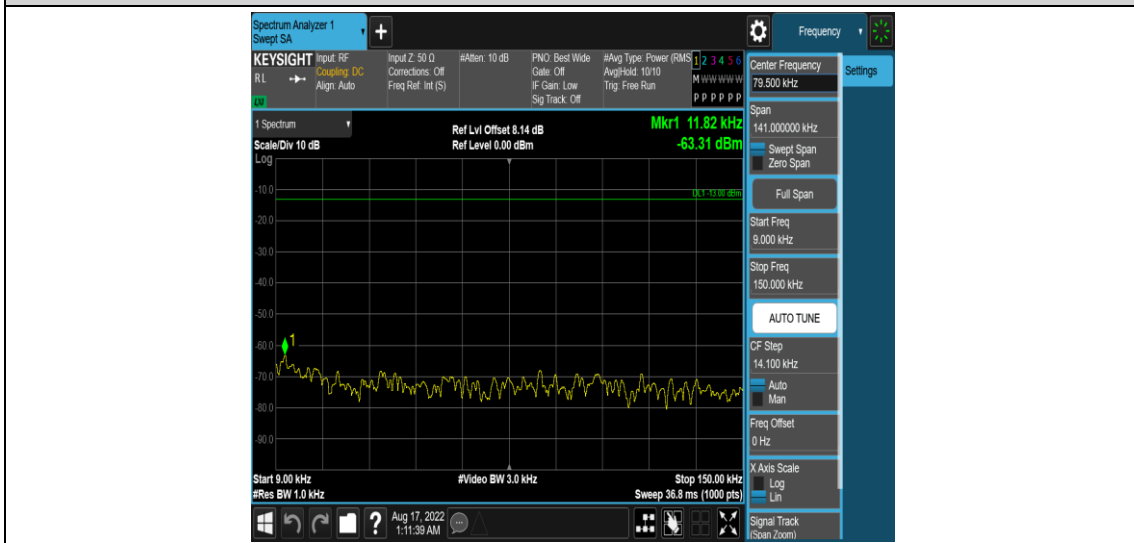 Spectrum Analyzer 1
Swept SA
+
Frequency
KEYSIGHT
RL
LXI
Input: RF
Coupling: DC
Align: Auto
Input Z: 50 Ω
Corrections: Off
Freq Ref: Int (S)
#Atten: 10 dB
PNO: Best Wide
Gate: Off
IF Gain: Low
Sig Track: Off
#Avg Type: Power (RMS
Avg|Hold: 10/10
Trig: Free Run
1 2 3 4 5 6
M W W W W W
P P P P P P
Center Frequency
79.500 kHz
Settings
Span
141.000000 kHz
Swept Span
Zero Span
Full Span
Start Freq
9.000 kHz
Stop Freq
150.000 kHz
AUTO TUNE
CF Step
14.100 kHz
Auto
Man
Freq Offset
0 Hz
X Axis Scale
Log
Lin
Signal Track
(Span Zoom)
1 Spectrum
Scale/Div 10 dB
Ref Lvl Offset 8.14 dB
Ref Level 0.00 dBm
Mkr1 11.82 kHz
-63.31 dBm
Log
DL1 -13.00 dBm
-10.0
-20.0
-30.0
-40.0
-50.0
-60.0
1
-70.0
-80.0
-90.0
Start 9.00 kHz
#Res BW 1.0 kHz
#Video BW 3.0 kHz
Stop 150.00 kHz
Sweep 36.8 ms (1000 pts)
?
Aug 17, 2022
1:11:39 AM